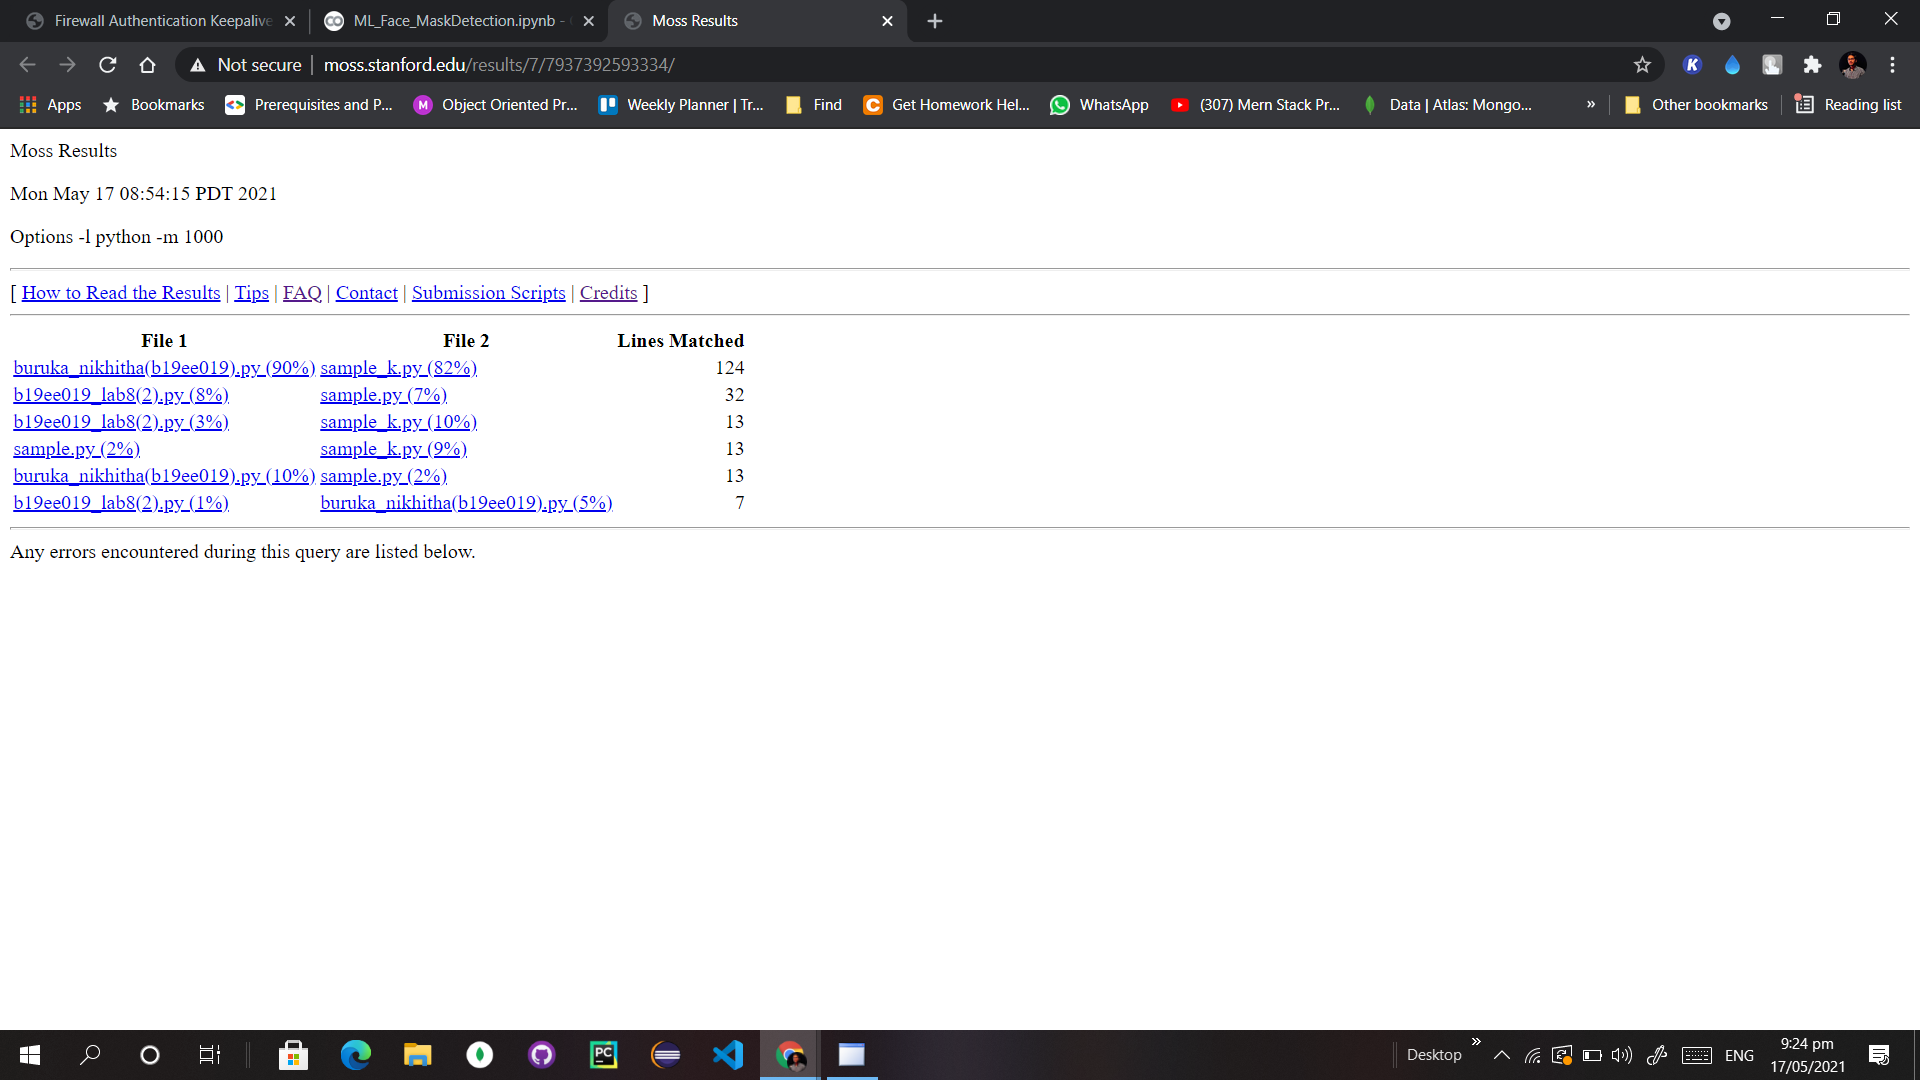 Firewall Authentication Keepalive
ML_Face_MaskDetection.ipynb -
Moss Results
Not secure | moss.stanford.edu/results/7/7937392593334/
Apps Bookmarks Prerequisites and P... Object Oriented Pr... Weekly Planner | Tr... Find Get Homework Hel... WhatsApp (307) Mern Stack Pr... Data | Atlas: Mongo... » Other bookmarks Reading list
Moss Results
Mon May 17 08:54:15 PDT 2021
Options -l python -m 1000
[ How to Read the Results | Tips | FAQ | Contact | Submission Scripts | Credits ]
File 1 File 2 Lines Matched
buruka_nikhitha(b19ee019).py (90%) sample_k.py (82%) 124
b19ee019_lab8(2).py (8%) sample.py (7%) 32
b19ee019_lab8(2).py (3%) sample_k.py (10%) 13
sample.py (2%) sample_k.py (9%) 13
buruka_nikhitha(b19ee019).py (10%) sample.py (2%) 13
b19ee019_lab8(2).py (1%) buruka_nikhitha(b19ee019).py (5%) 7
Any errors encountered during this query are listed below.
Desktop » ENG
9:24 pm
17/05/2021